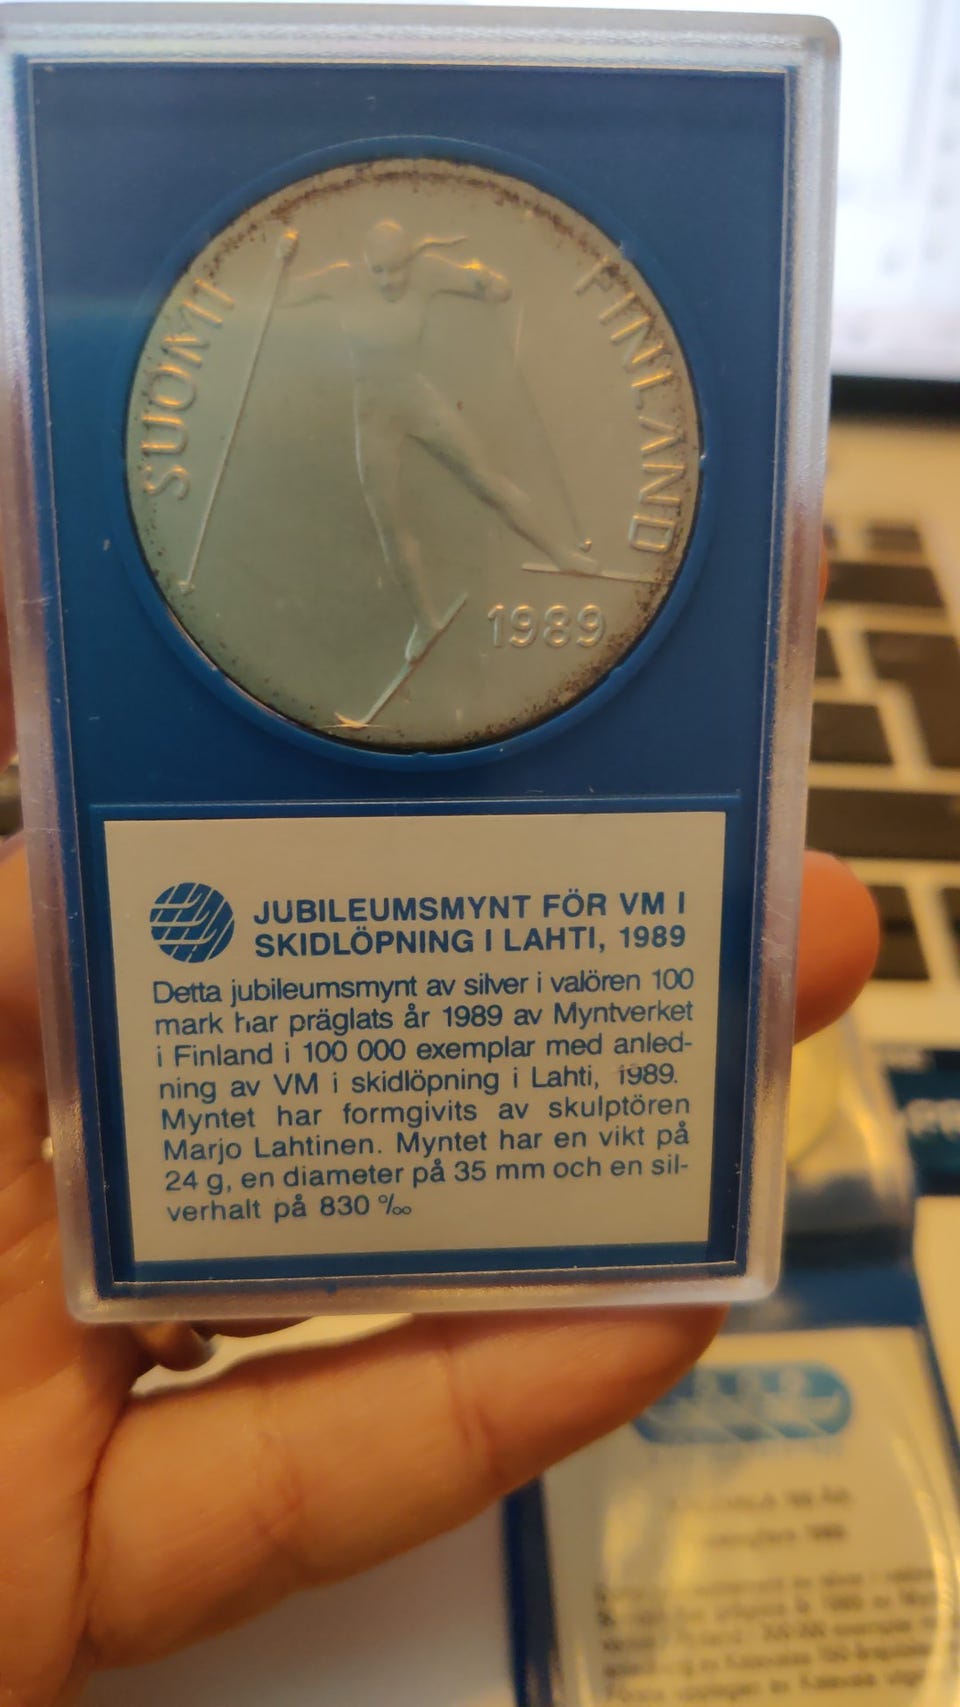 SUOMI
FINLAND
1989
JUBILEUMSMYNT FÖR VM I
SKIDLÖPNING I LAHTI, 1989
Detta jubileumsmynt av silver i valören 100
mark har präglats år 1989 av Myntverket
i Finland i 100 000 exemplar med anled-
ning av VM i skidlöpning i Lahti, 1989.
Myntet har formgivits av skulptören
Marjo Lahtinen. Myntet har en vikt på
24 g, en diameter på 35 mm och en sil-
verhalt på 830 ‰